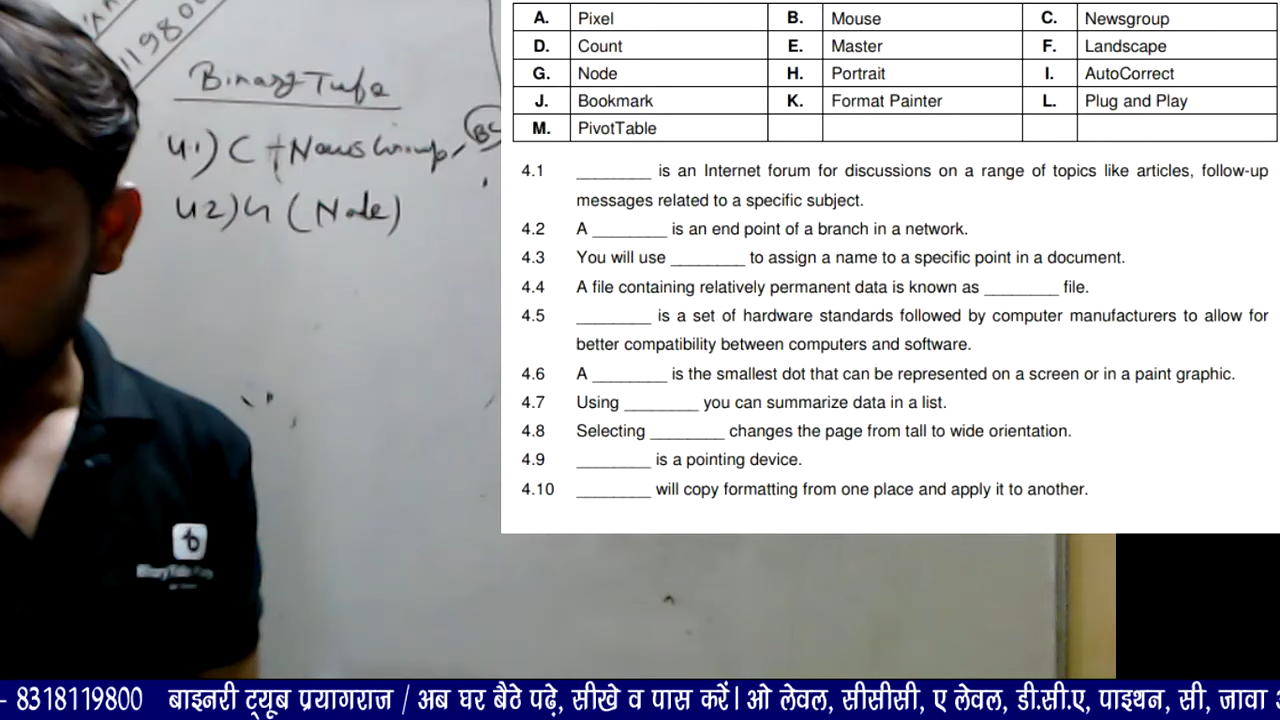 119800
Binary Tube
4.1) C (NewsGroup,
4.2) G (Node)
A. Pixel B. Mouse C. Newsgroup
D. Count E. Master F. Landscape
G. Node H. Portrait I. AutoCorrect
J. Bookmark K. Format Painter L. Plug and Play
M. PivotTable
4.1 ________ is an Internet forum for discussions on a range of topics like articles, follow-up
messages related to a specific subject.
4.2 A ________ is an end point of a branch in a network.
4.3 You will use ________ to assign a name to a specific point in a document.
4.4 A file containing relatively permanent data is known as ________ file.
4.5 ________ is a set of hardware standards followed by computer manufacturers to allow for
better compatibility between computers and software.
4.6 A ________ is the smallest dot that can be represented on a screen or in a paint graphic.
4.7 Using ________ you can summarize data in a list.
4.8 Selecting ________ changes the page from tall to wide orientation.
4.9 ________ is a pointing device.
4.10 ________ will copy formatting from one place and apply it to another.
- 8318119800 बाइनरी ट्यूब प्रयागराज / अब घर बैठे पढ़े, सीखे व पास करें। ओ लेवल, सीसीसी, ए लेवल, डी.सी.ए, पाइथन, सी, जावा